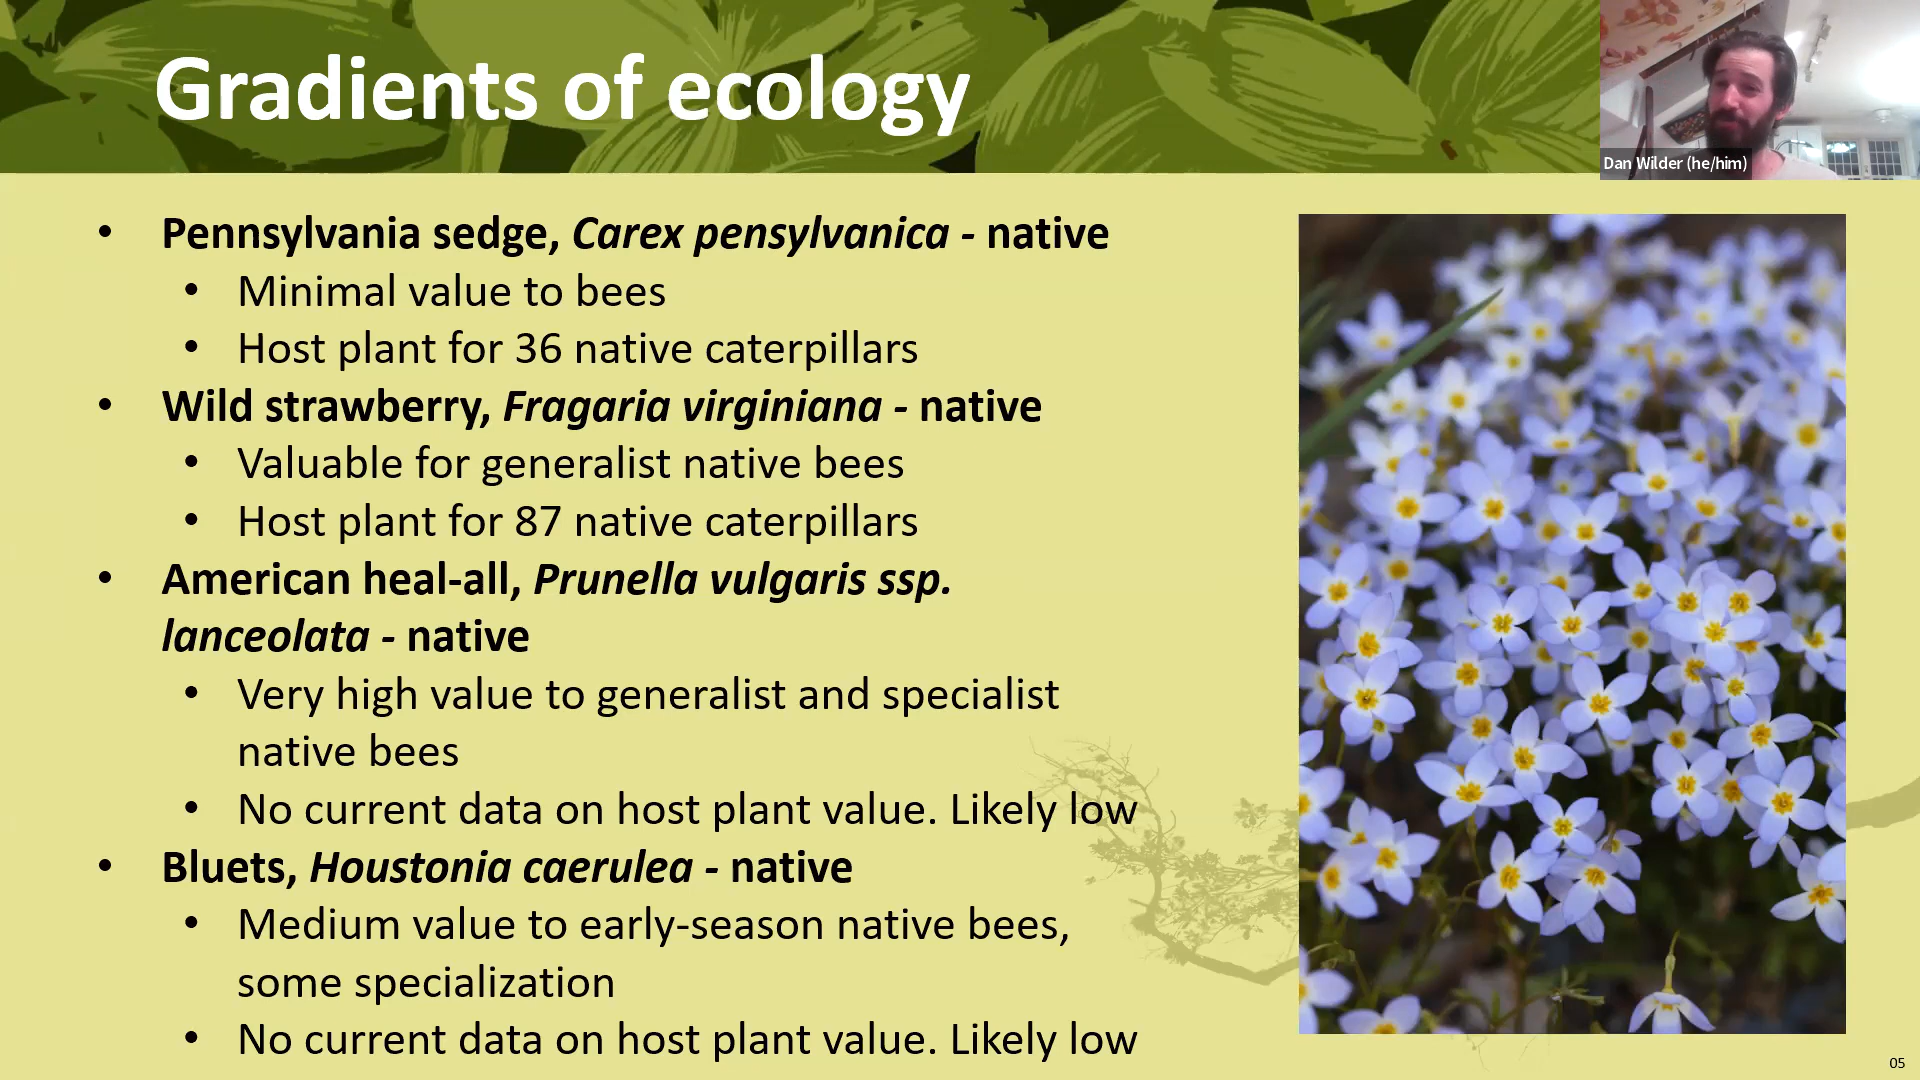 Gradients of ecology
Dan Wilder (he/him)
• Pennsylvania sedge, Carex pensylvanica - native
• Minimal value to bees
• Host plant for 36 native caterpillars
• Wild strawberry, Fragaria virginiana - native
• Valuable for generalist native bees
• Host plant for 87 native caterpillars
• American heal-all, Prunella vulgaris ssp.
lanceolata - native
• Very high value to generalist and specialist
native bees
• No current data on host plant value. Likely low
• Bluets, Houstonia caerulea - native
• Medium value to early-season native bees,
some specialization
• No current data on host plant value. Likely low
05